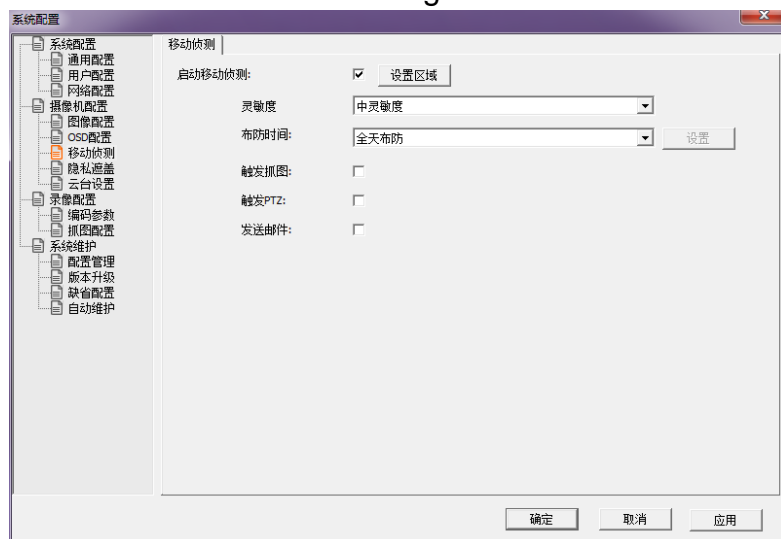 系统配置
系统配置
通用配置
用户配置
网络配置
摄像机配置
图像配置
OSD配置
移动侦测
隐私遮盖
云台设置
录像配置
编码参数
抓图配置
系统维护
配置管理
版本升级
缺省配置
自动维护
移动侦测
启动移动侦测: 设置区域
灵敏度 中灵敏度
布防时间: 全天布防 设置
触发抓图:
触发PTZ:
发送邮件:
确定 取消 应用